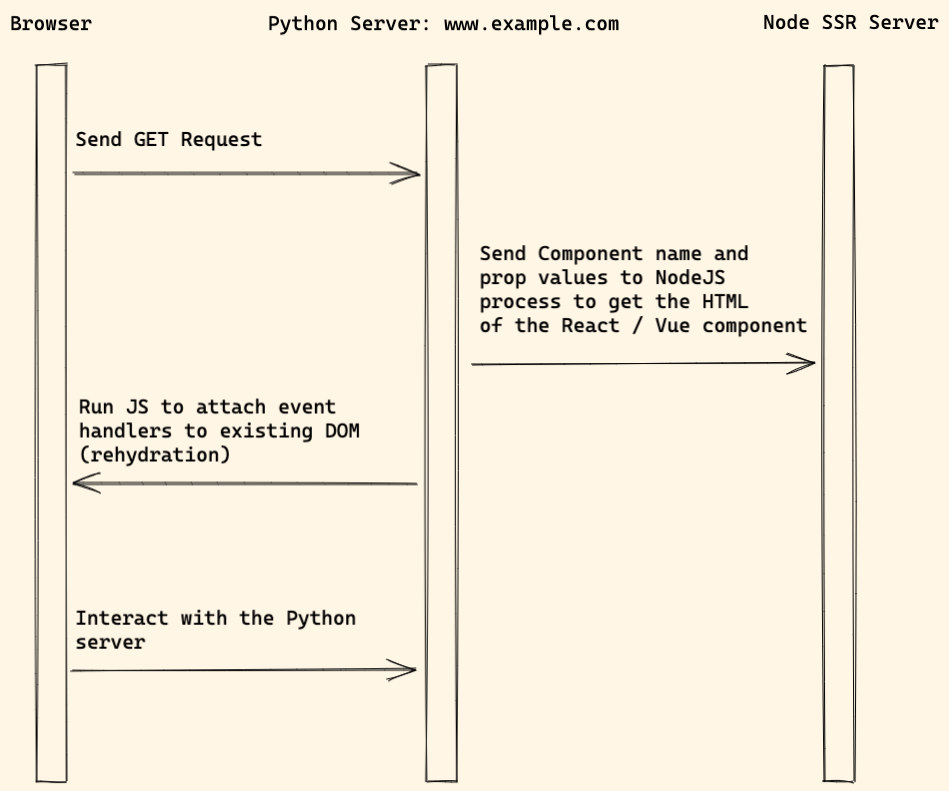 Browser
Python Server: www.example.com
Node SSR Server
Send GET Request
Send Component name and
prop values to NodeJS
process to get the HTML
of the React / Vue component
Run JS to attach event
handlers to existing DOM
(rehydration)
Interact with the Python
server